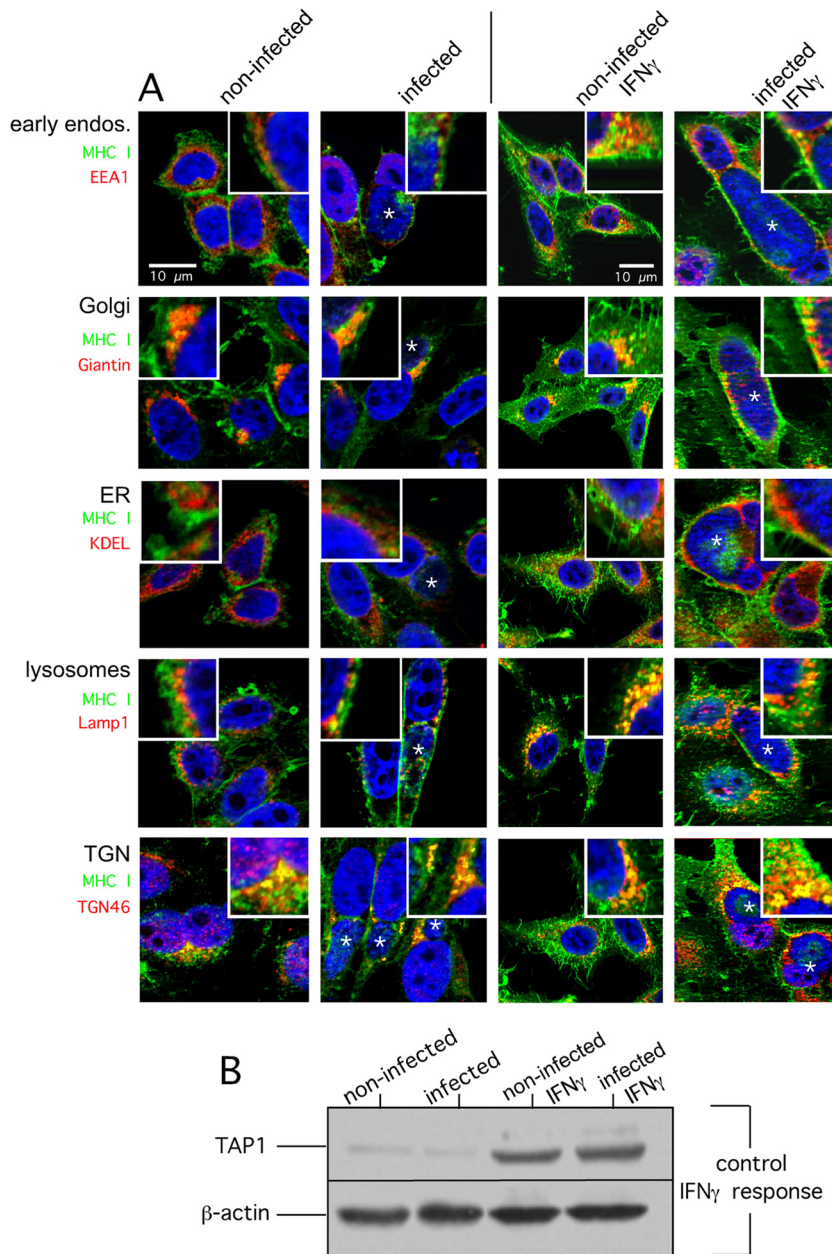 A
non-infected
infected
non-infected
IFNγ
infected
IFNγ
early endos.
MHC I
EEA1
*
*
10 μm
10 μm
Golgi
MHC I
Giantin
*
*
ER
MHC I
KDEL
*
*
lysosomes
MHC I
Lamp1
*
*
TGN
MHC I
TGN46
* * *
*
*
B
non-infected
infected
non-infected
IFNγ
infected
IFNγ
TAP1
β-actin
control
IFNγ response